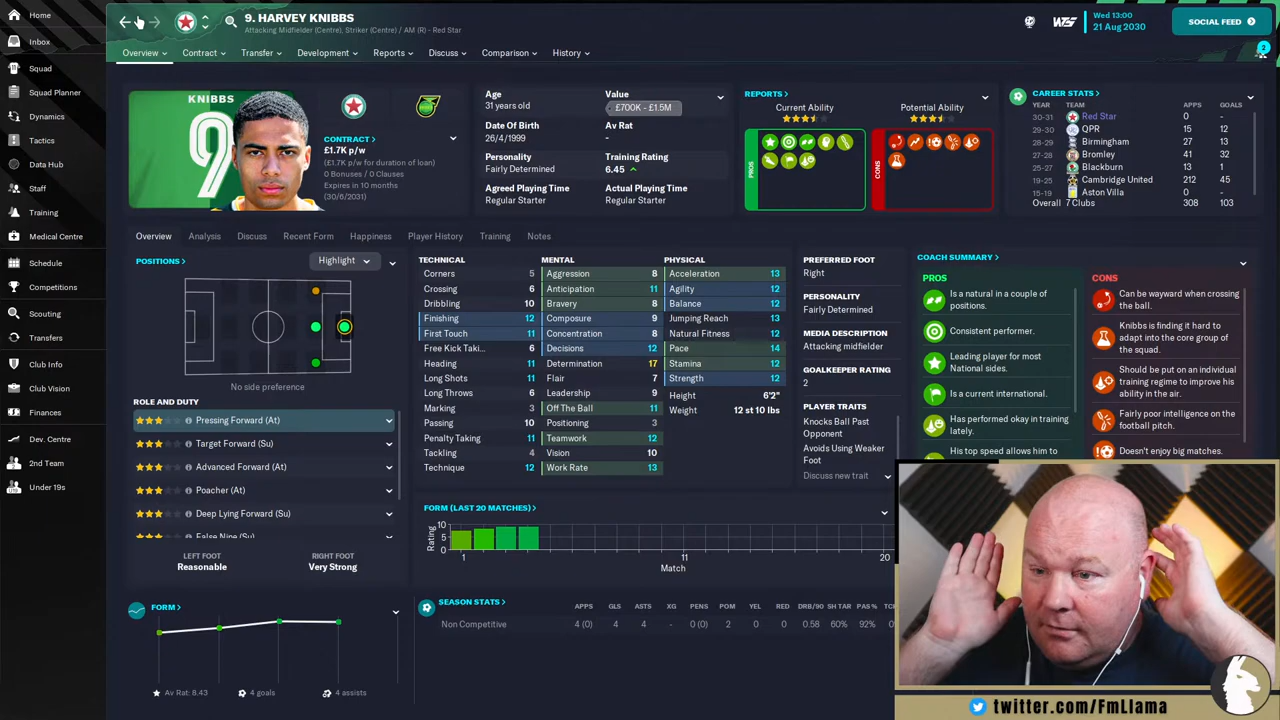 Home
Inbox
Squad
Squad Planner
Dynamics
Tactics
Data Hub
Staff
Training
Medical Centre
Schedule
Competitions
Scouting
Transfers
Club Info
Club Vision
Finances
Dev. Centre
2nd Team
Under 19s
9. HARVEY KNIBBS
Attacking Midfielder (Centre), Striker (Centre) / AM (R) - Red Star
Wed 13:00
21 Aug 2030
SOCIAL FEED
2
Overview
Contract
Transfer
Development
Reports
Discuss
Comparison
History
KNIBBS
9
CONTRACT
£1.7K p/w
(£1.7K p/w for duration of loan)
0 Bonuses / 0 Clauses
Expires in 10 months
(30/6/2031)
Age
31 years old
Date Of Birth
26/4/1999
Personality
Fairly Determined
Agreed Playing Time
Regular Starter
Value
£700K - £1.5M
Av Rat
-
Training Rating
6.45
Actual Playing Time
Regular Starter
REPORTS
Current Ability
Potential Ability
PROS
CONS
CAREER STATS
YEAR TEAM APPS GOALS
30-31 Red Star 0 -
29-30 QPR 15 12
28-29 Birmingham 27 13
27-28 Bromley 41 32
25-27 Blackburn 13 1
19-25 Cambridge United 212 45
15-19 Aston Villa 0 -
Overall 7 Clubs 308 103
Overview
Analysis
Discuss
Recent Form
Happiness
Player History
Training
Notes
POSITIONS
Highlight
No side preference
ROLE AND DUTY
Pressing Forward (At)
Target Forward (Su)
Advanced Forward (At)
Poacher (At)
Deep Lying Forward (Su)
False Nine (Su)
LEFT FOOT
Reasonable
RIGHT FOOT
Very Strong
TECHNICAL
Corners 5
Crossing 6
Dribbling 10
Finishing 12
First Touch 11
Free Kick Taki... 6
Heading 11
Long Shots 11
Long Throws 6
Marking 3
Passing 10
Penalty Taking 11
Tackling 4
Technique 12
MENTAL
Aggression 8
Anticipation 11
Bravery 8
Composure 9
Concentration 8
Decisions 12
Determination 17
Flair 7
Leadership 9
Off The Ball 11
Positioning 3
Teamwork 12
Vision 10
Work Rate 13
PHYSICAL
Acceleration 13
Agility 12
Balance 12
Jumping Reach 13
Natural Fitness 12
Pace 14
Stamina 12
Strength 12
Height 6'2"
Weight 12 st 10 lbs
PREFERRED FOOT
Right
PERSONALITY
Fairly Determined
MEDIA DESCRIPTION
Attacking midfielder
GOALKEEPER RATING
2
PLAYER TRAITS
Knocks Ball Past
Opponent
Avoids Using Weaker
Foot
Discuss new trait
COACH SUMMARY
PROS
Is a natural in a couple of
positions.
Consistent performer.
Leading player for most
National sides.
Is a current international.
Has performed okay in training
lately.
His top speed allows him to
CONS
Can be wayward when crossing
the ball.
Knibbs is finding it hard to
adapt into the core group of
the squad.
Should be put on an individual
training regime to improve his
ability in the air.
Fairly poor intelligence on the
football pitch.
Doesn't enjoy big matches.
FORM (LAST 20 MATCHES)
Rating
10
5
0
1
11
20
Match
FORM
Av Rat: 8.43
4 goals
4 assists
SEASON STATS
APPS GLS ASTS XG PENS POM YEL RED DRB/90 SH TAR PAS %
Non Competitive 4 (0) 4 4 - 0 (0) 2 0 0 0.58 60% 92%
twitter.com/FmLlama